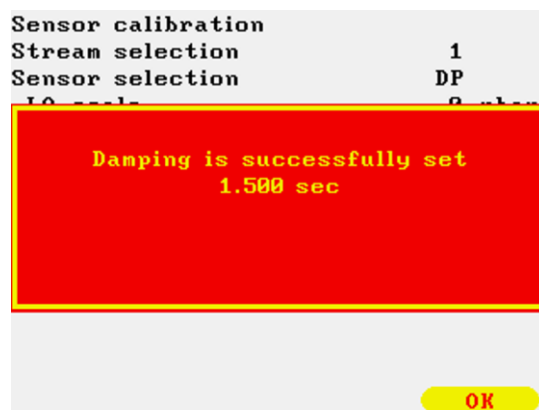 Sensor calibration
Stream selection 1
Sensor selection DP
Damping is successfully set
1.500 sec
OK